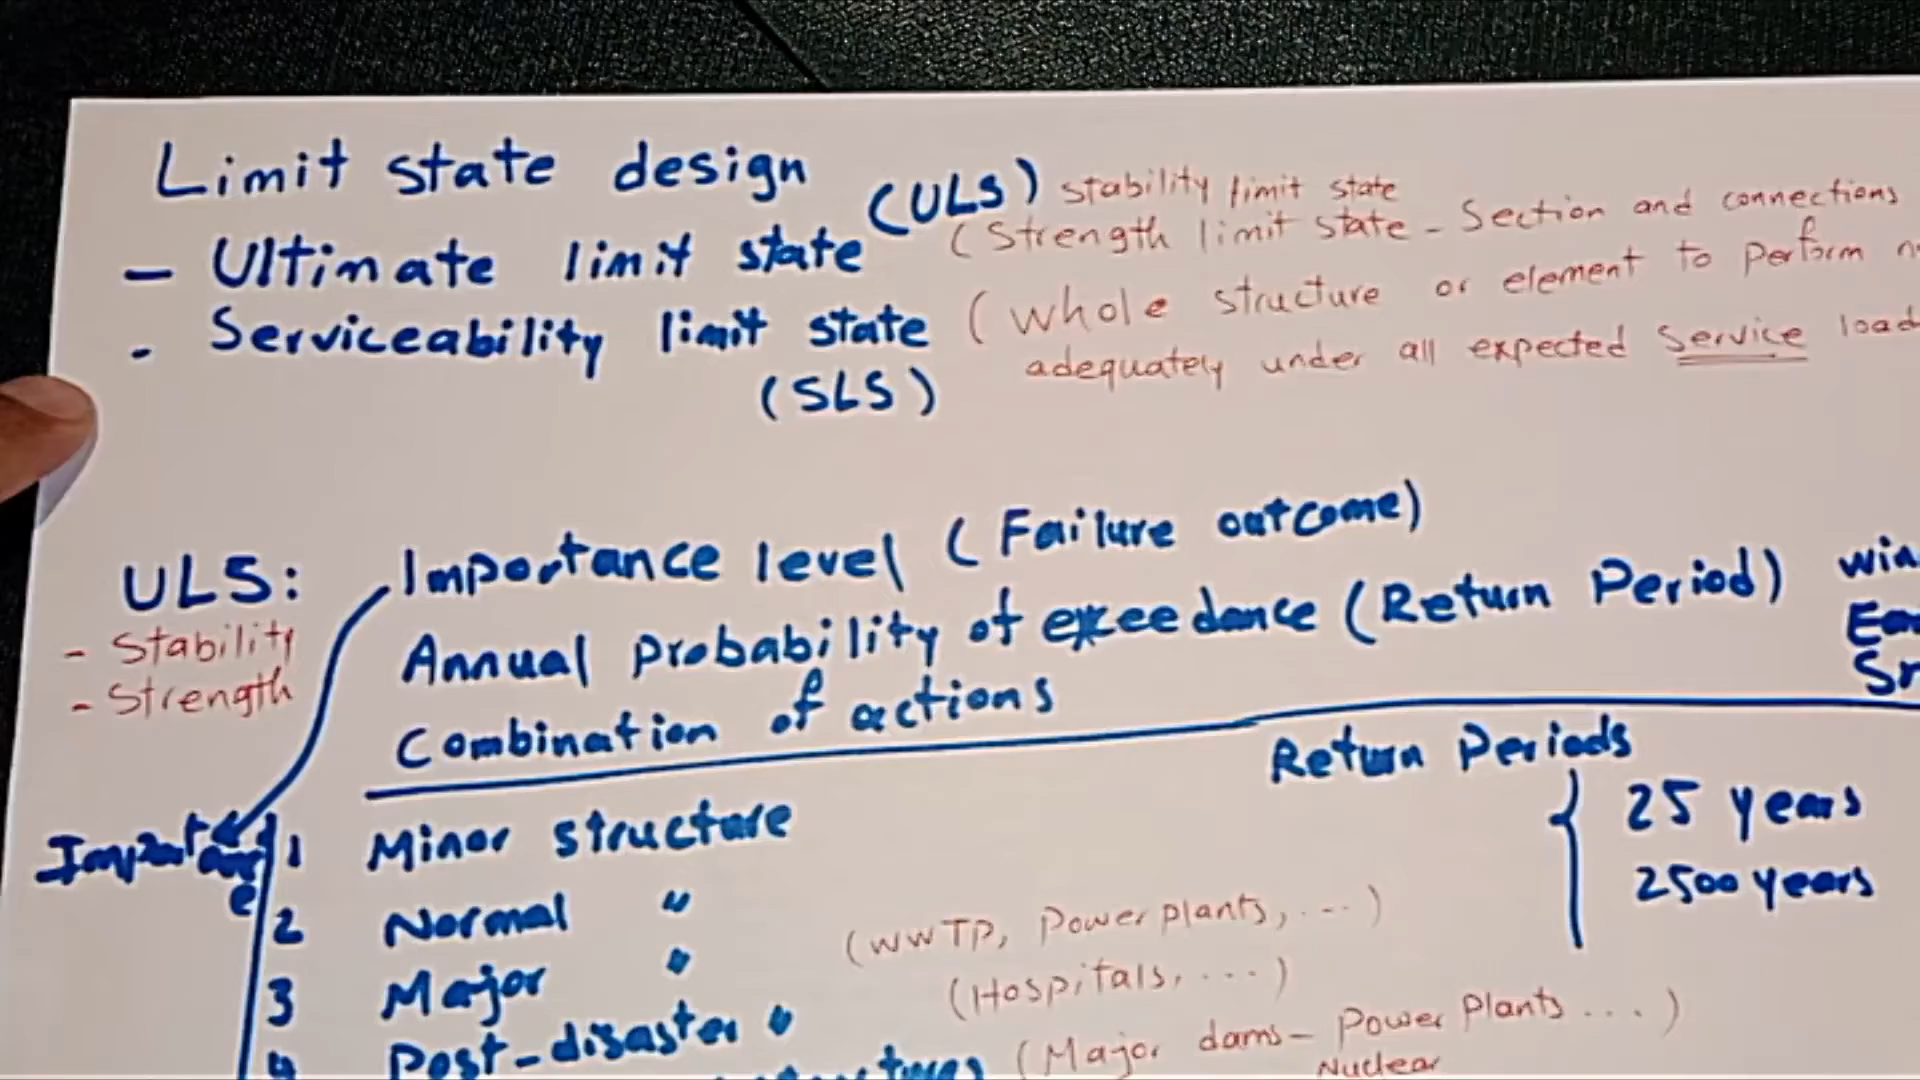 Limit state design
(ULS) stability limit state
- Ultimate limit state (Strength limit state - Section and connections
- Serviceability limit state (Whole structure or element to perform
(SLS) adequately under all expected Service load
ULS: Importance level (Failure outcome)
- Stability
- Strength
Annual probability of exceedance (Return Period)
Combination of actions
Return Periods
25 years
2500 years
1 Minor structure
2 Normal "
3 Major " (WWTP, Power plants, ...)
4 Post-disaster " (Hospitals, ....)
(Major dams - Power Plants ....)
Nuclear